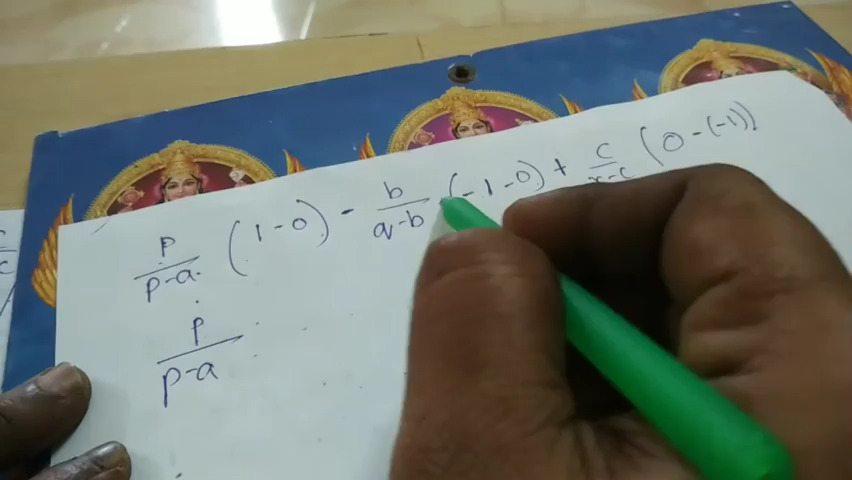 p/(p-a) (1-0) - b/(q-b) (-1-0) + c/(r-c) (0-(-1))
p/(p-a)